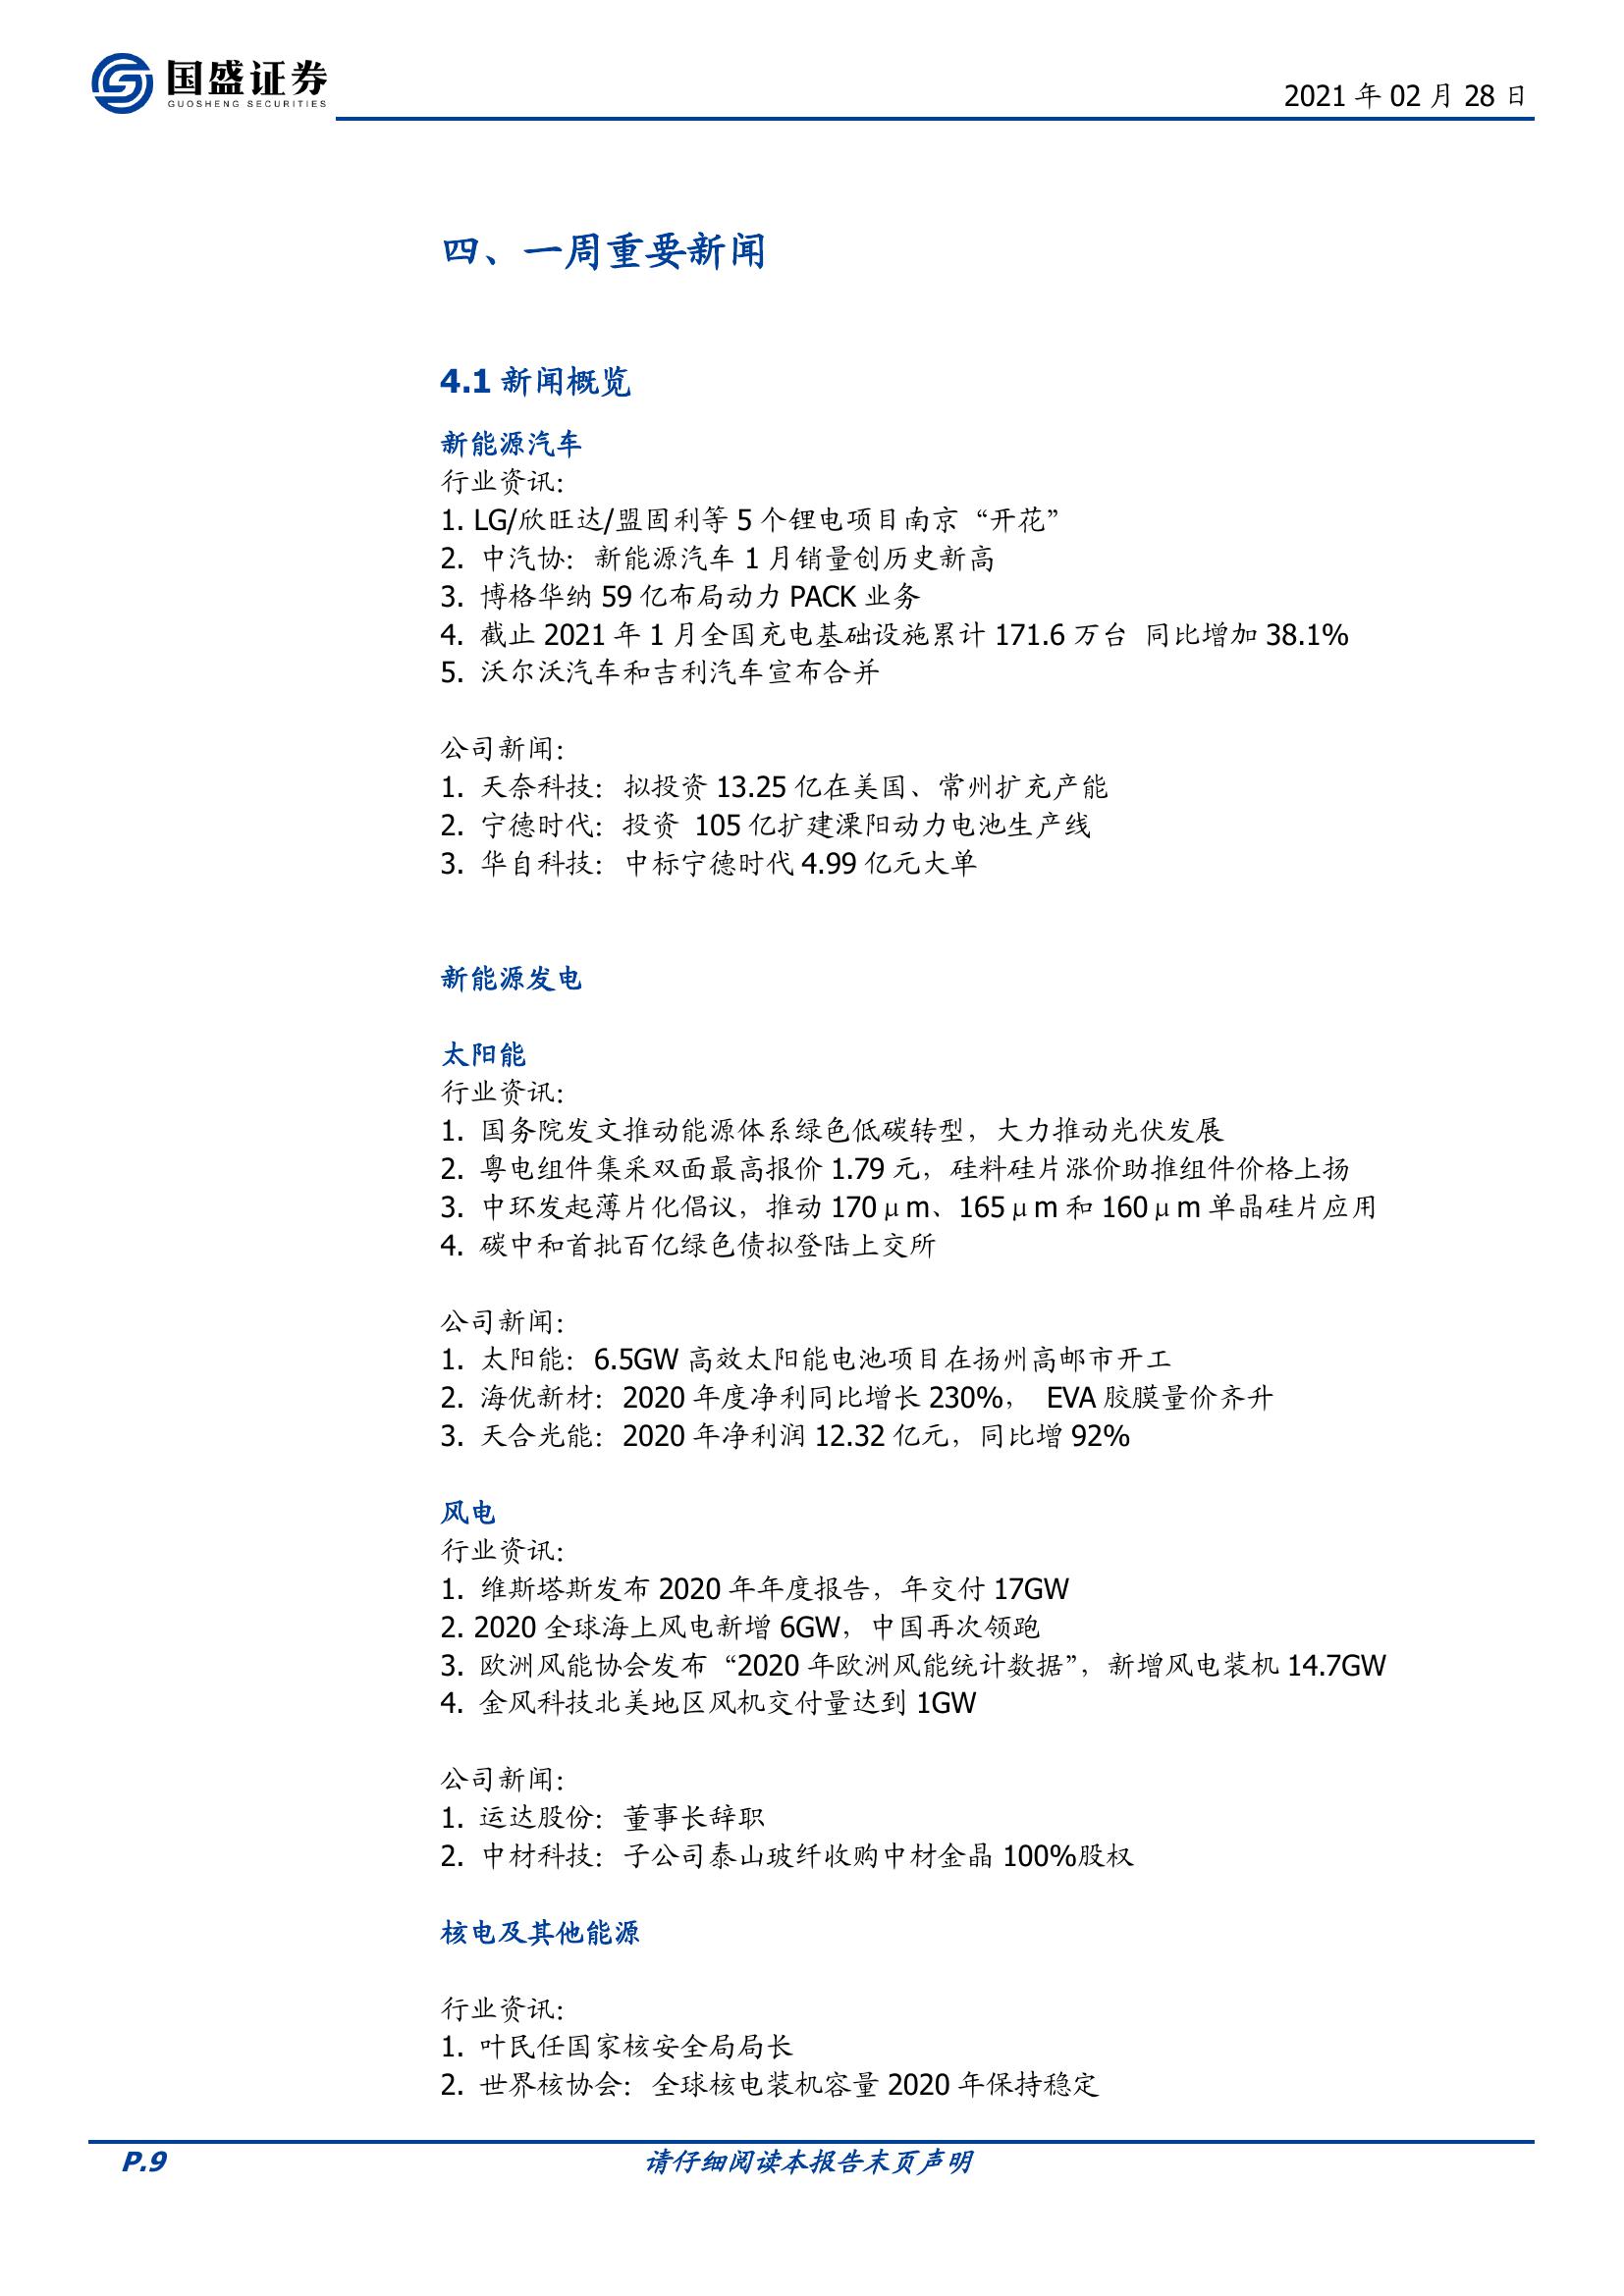 国盛证券
GUOSHENG SECURITIES
2021 年 02 月 28 日
四、一周重要新闻
4.1 新闻概览
新能源汽车
行业资讯：
1. LG/欣旺达/盟固利等 5 个锂电项目南京“开花”
2. 中汽协：新能源汽车 1 月销量创历史新高
3. 博格华纳 59 亿布局动力 PACK 业务
4. 截止 2021 年 1 月全国充电基础设施累计 171.6 万台 同比增加 38.1%
5. 沃尔沃汽车和吉利汽车宣布合并
公司新闻：
1. 天奈科技：拟投资 13.25 亿在美国、常州扩充产能
2. 宁德时代：投资 105 亿扩建溧阳动力电池生产线
3. 华自科技：中标宁德时代 4.99 亿元大单
新能源发电
太阳能
行业资讯：
1. 国务院发文推动能源体系绿色低碳转型，大力推动光伏发展
2. 粤电组件集采双面最高报价 1.79 元，硅料硅片涨价助推组件价格上扬
3. 中环发起薄片化倡议，推动 170μm、165μm 和 160μm 单晶硅片应用
4. 碳中和首批百亿绿色债拟登陆上交所
公司新闻：
1. 太阳能：6.5GW 高效太阳能电池项目在扬州高邮市开工
2. 海优新材：2020 年度净利同比增长 230%， EVA 胶膜量价齐升
3. 天合光能：2020 年净利润 12.32 亿元，同比增 92%
风电
行业资讯：
1. 维斯塔斯发布 2020 年年度报告，年交付 17GW
2. 2020 全球海上风电新增 6GW，中国再次领跑
3. 欧洲风能协会发布“2020 年欧洲风能统计数据”，新增风电装机 14.7GW
4. 金风科技北美地区风机交付量达到 1GW
公司新闻：
1. 运达股份：董事长辞职
2. 中材科技：子公司泰山玻纤收购中材金晶 100%股权
核电及其他能源
行业资讯：
1. 叶民任国家核安全局局长
2. 世界核协会：全球核电装机容量 2020 年保持稳定
P.9
请仔细阅读本报告末页声明